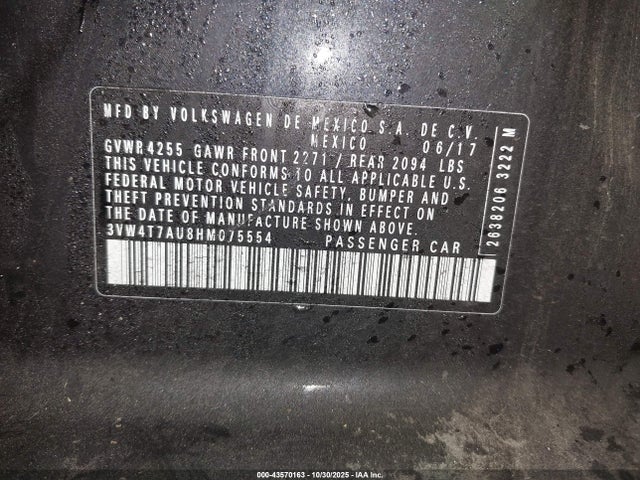 MFD BY VOLKSWAGEN DE MEXICO S.A. DE C.V.
MEXICO 06/17
GVWR 4255 GAWR FRONT 2271 / REAR 2094 LBS
THIS VEHICLE CONFORMS TO ALL APPLICABLE U.S.
FEDERAL MOTOR VEHICLE SAFETY, BUMPER AND
THEFT PREVENTION STANDARDS IN EFFECT ON
THE DATE OF MANUFACTURE SHOWN ABOVE.
3VW4T7AU8HM075554 PASSENGER CAR
2638206 3222 M
000-43570163 - 10/30/2025 - IAA Inc.